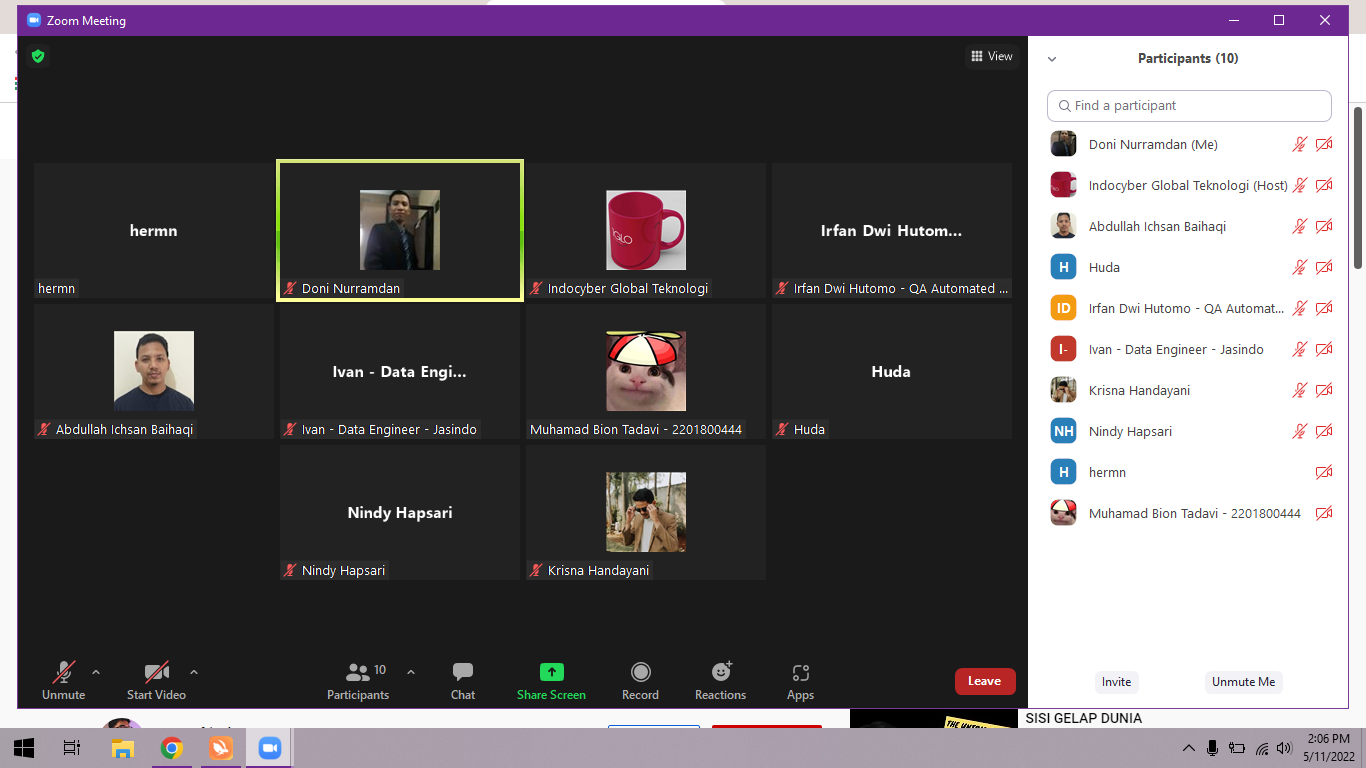 Zoom Meeting
View
hermn
hermn
Doni Nurramdan
IGLO
Indocyber Global Teknologi
Irfan Dwi Hutom...
Irfan Dwi Hutomo - QA Automated ...
Abdullah Ichsan Baihaqi
Ivan - Data Engi...
Ivan - Data Engineer - Jasindo
Muhamad Bion Tadavi - 2201800444
Huda
Huda
Nindy Hapsari
Nindy Hapsari
Krisna Handayani
Participants (10)
Find a participant
Doni Nurramdan (Me)
Indocyber Global Teknologi (Host)
Abdullah Ichsan Baihaqi
H Huda
ID Irfan Dwi Hutomo - QA Automat...
I- Ivan - Data Engineer - Jasindo
Krisna Handayani
NH Nindy Hapsari
H hermn
Muhamad Bion Tadavi - 2201800444
Invite
Unmute Me
Unmute
Start Video
10
Participants
Chat
Share Screen
Record
Reactions
Apps
Leave
SISI GELAP DUNIA
2:06 PM
5/11/2022